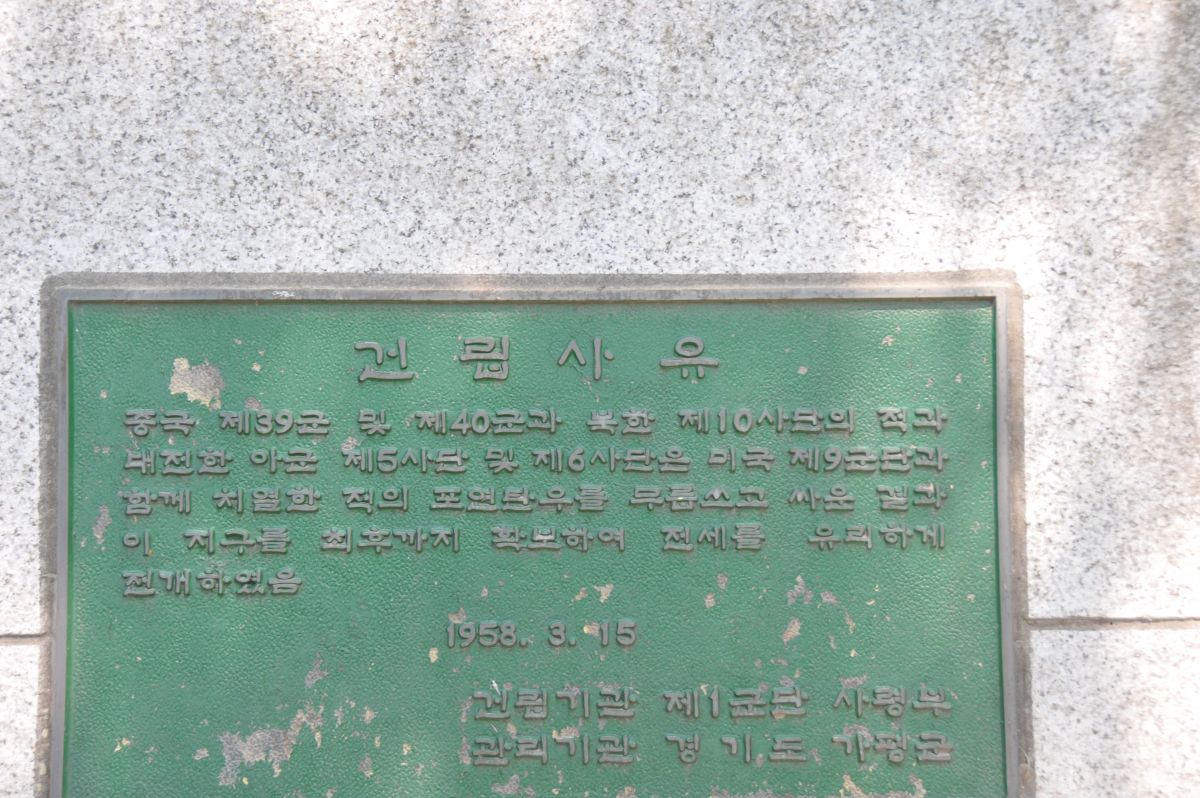 건립사유
중국 제39군 및 제40군과 북한 제10사단의 적과
대전한 아군 제5사단 및 제6사단은 미국 제9군단과
함께 치열한 적의 포연탄우를 무릅쓰고 싸운 결과
이 지구를 최후까지 확보하여 전세를 유리하게
전개하였음
1958. 3. 15
건립기관 제1군단 사령부
관리기관 경기도 가평군